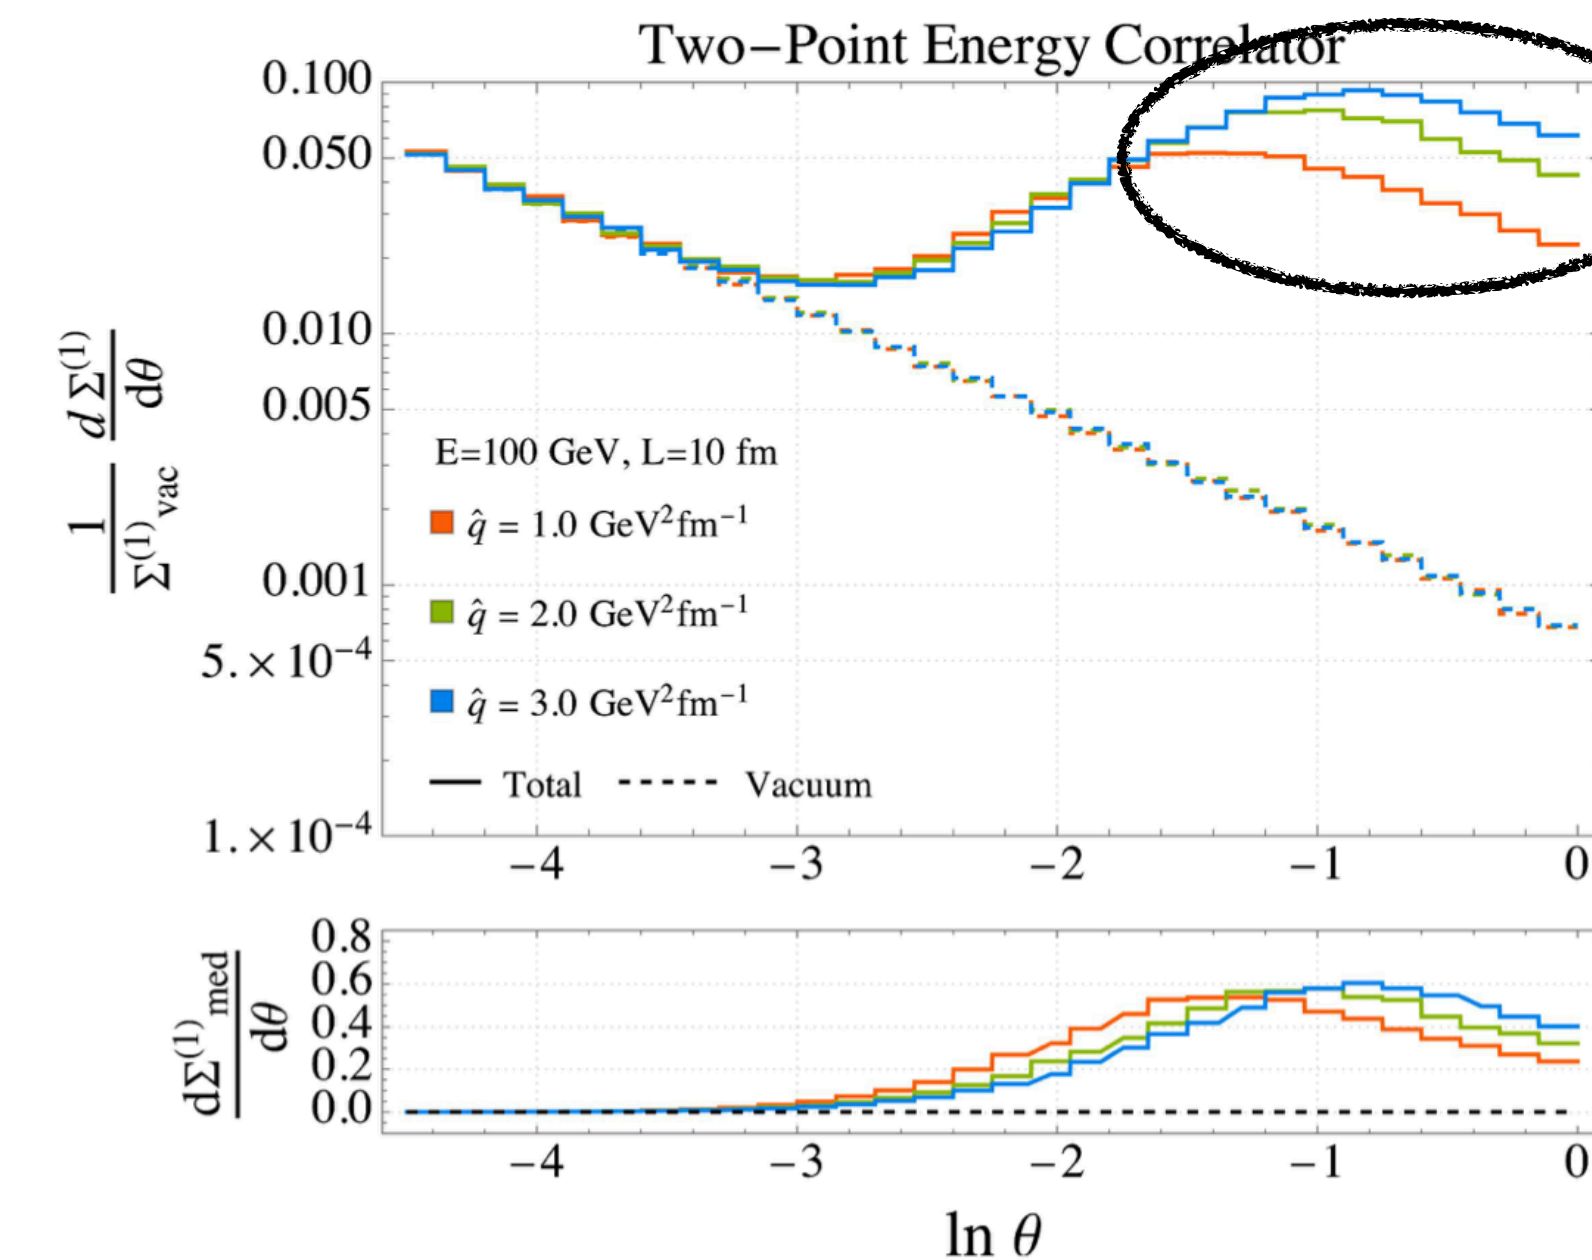 Two−Point Energy Correlator
0.100
0.050
0.010
0.005
0.001
5.×10⁻⁴
1.×10⁻⁴
1/Σ⁽¹⁾vac d Σ⁽¹⁾/dθ
E=100 GeV, L=10 fm
q̂ = 1.0 GeV²fm⁻¹
q̂ = 2.0 GeV²fm⁻¹
q̂ = 3.0 GeV²fm⁻¹
Total Vacuum
−4 −3 −2 −1 0
0.8
0.6
0.4
0.2
0.0
dΣ⁽¹⁾med/dθ
−4 −3 −2 −1 0
ln θ